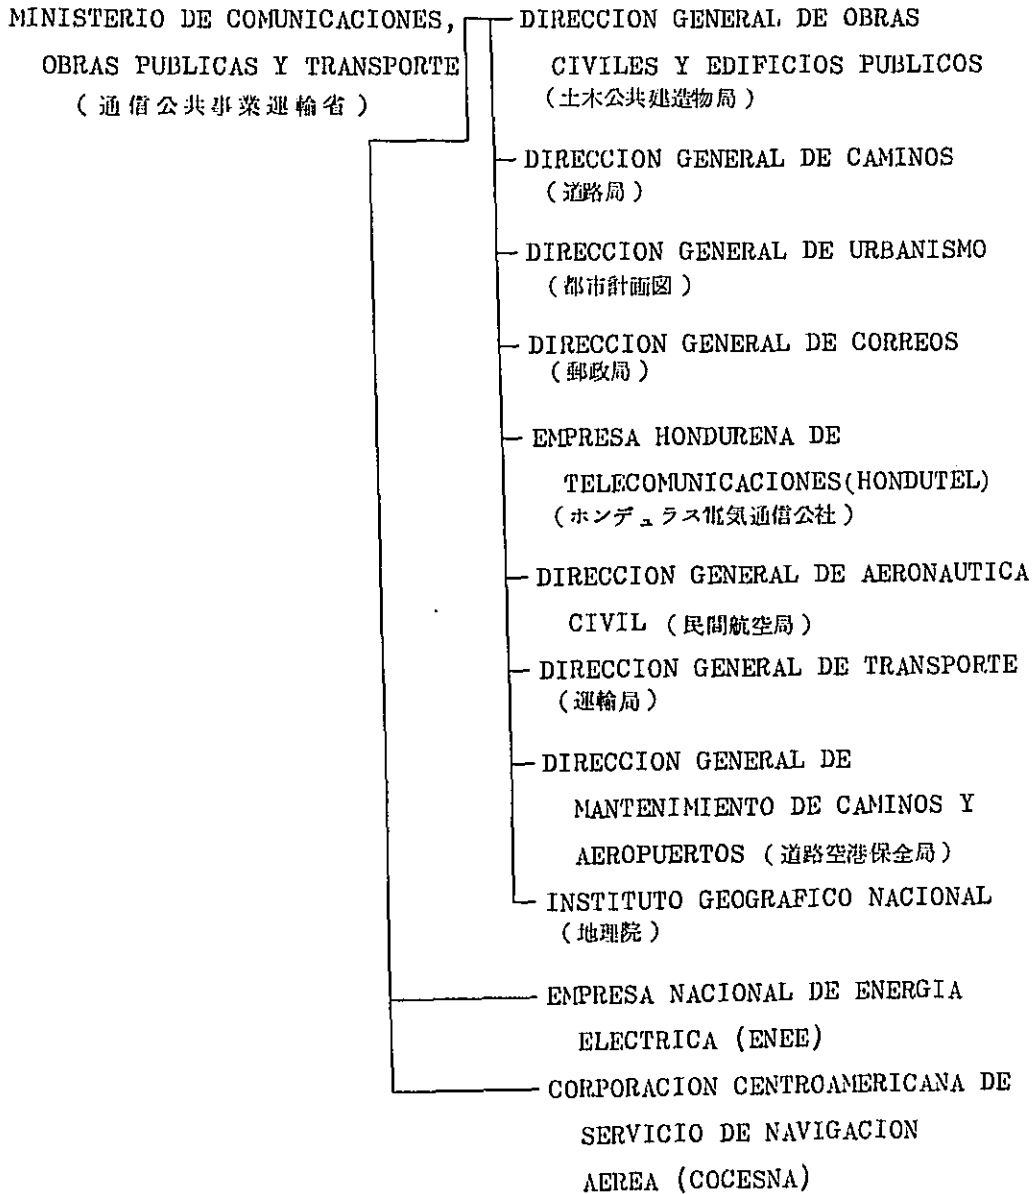 MINISTERIO DE COMUNICACIONES,
OBRAS PUBLICAS Y TRANSPORTE
(通信公共事業運輸省)
DIRECCION GENERAL DE OBRAS
CIVILES Y EDIFICIOS PUBLICOS
(土木公共建造物局)
DIRECCION GENERAL DE CAMINOS
(道路局)
DIRECCION GENERAL DE URBANISMO
(都市計画図)
DIRECCION GENERAL DE CORREOS
(郵政局)
EMPRESA HONDURENA DE
TELECOMUNICACIONES(HONDUTEL)
(ホンデュラス電気通信公社)
DIRECCION GENERAL DE AERONAUTICA
CIVIL (民間航空局)
DIRECCION GENERAL DE TRANSPORTE
(運輸局)
DIRECCION GENERAL DE
MANTENIMIENTO DE CAMINOS Y
AEROPUERTOS (道路空港保全局)
INSTITUTO GEOGRAFICO NACIONAL
(地理院)
EMPRESA NACIONAL DE ENERGIA
ELECTRICA (ENEE)
CORPORACION CENTROAMERICANA DE
SERVICIO DE NAVIGACION
AEREA (COCESNA)